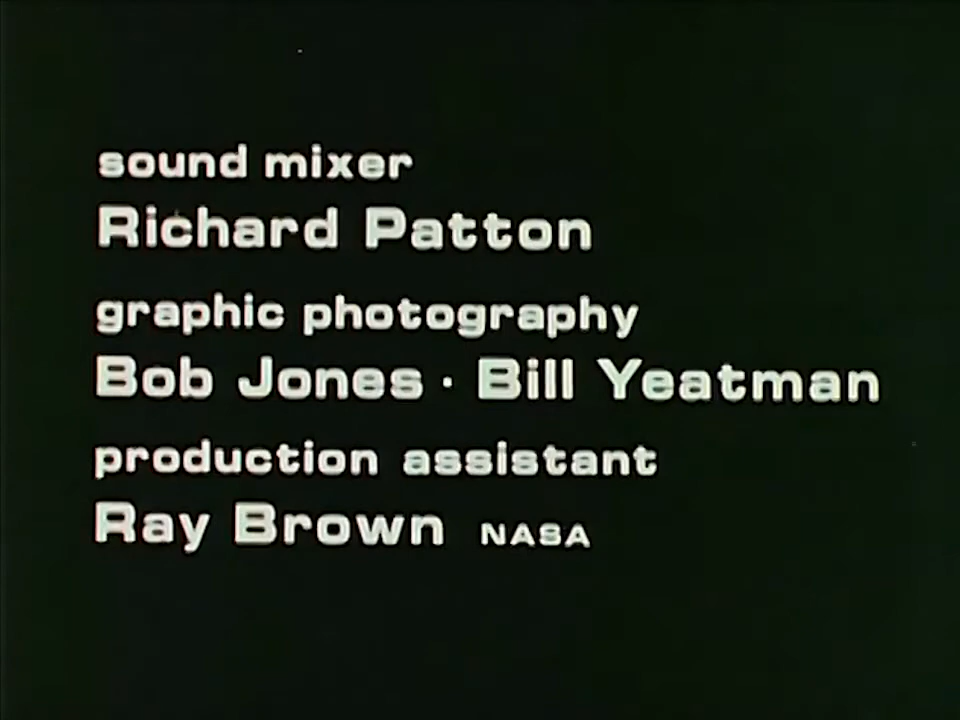 sound mixer
Richard Patton
graphic photography
Bob Jones · Bill Yeatman
production assistant
Ray Brown NASA